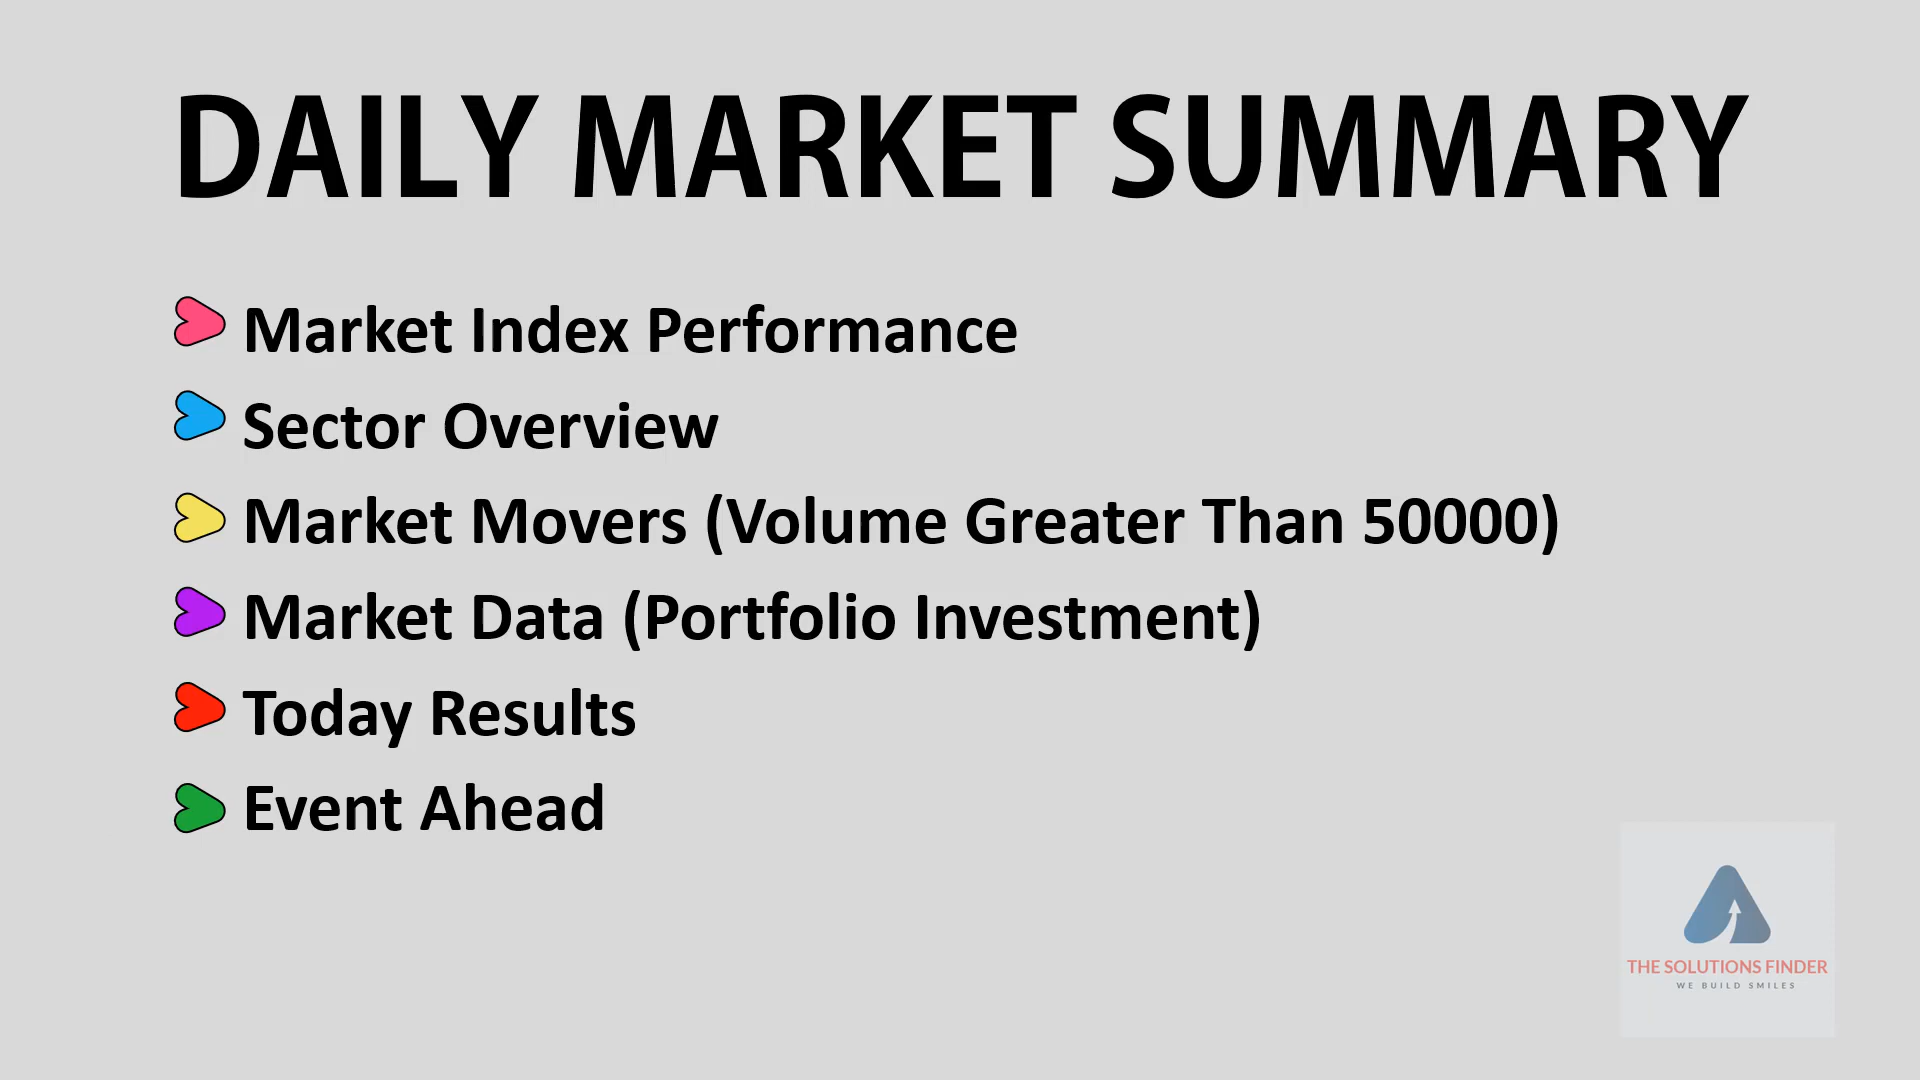 DAILY MARKET SUMMARY
Market Index Performance
Sector Overview
Market Movers (Volume Greater Than 50000)
Market Data (Portfolio Investment)
Today Results
Event Ahead
THE SOLUTIONS FINDER
WE BUILD SMILES